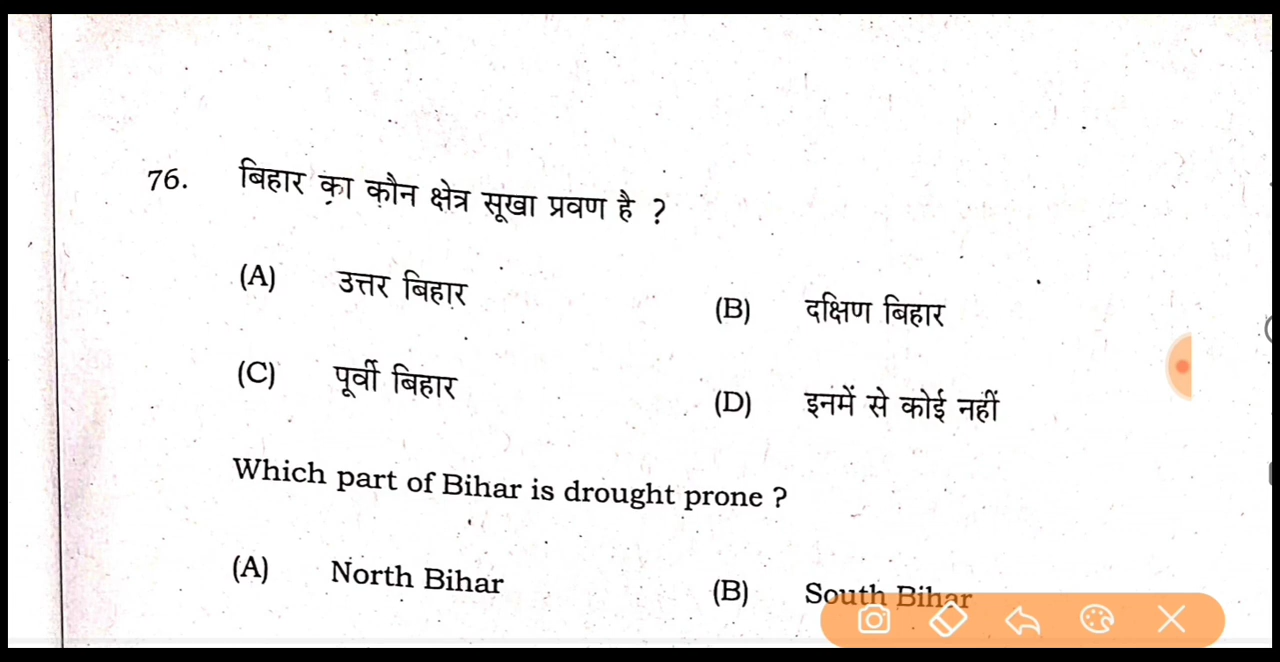 76. बिहार का कौन क्षेत्र सूखा प्रवण है ?
(A) उत्तर बिहार (B) दक्षिण बिहार
(C) पूर्वी बिहार (D) इनमें से कोई नहीं
Which part of Bihar is drought prone ?
(A) North Bihar (B) South Bihar